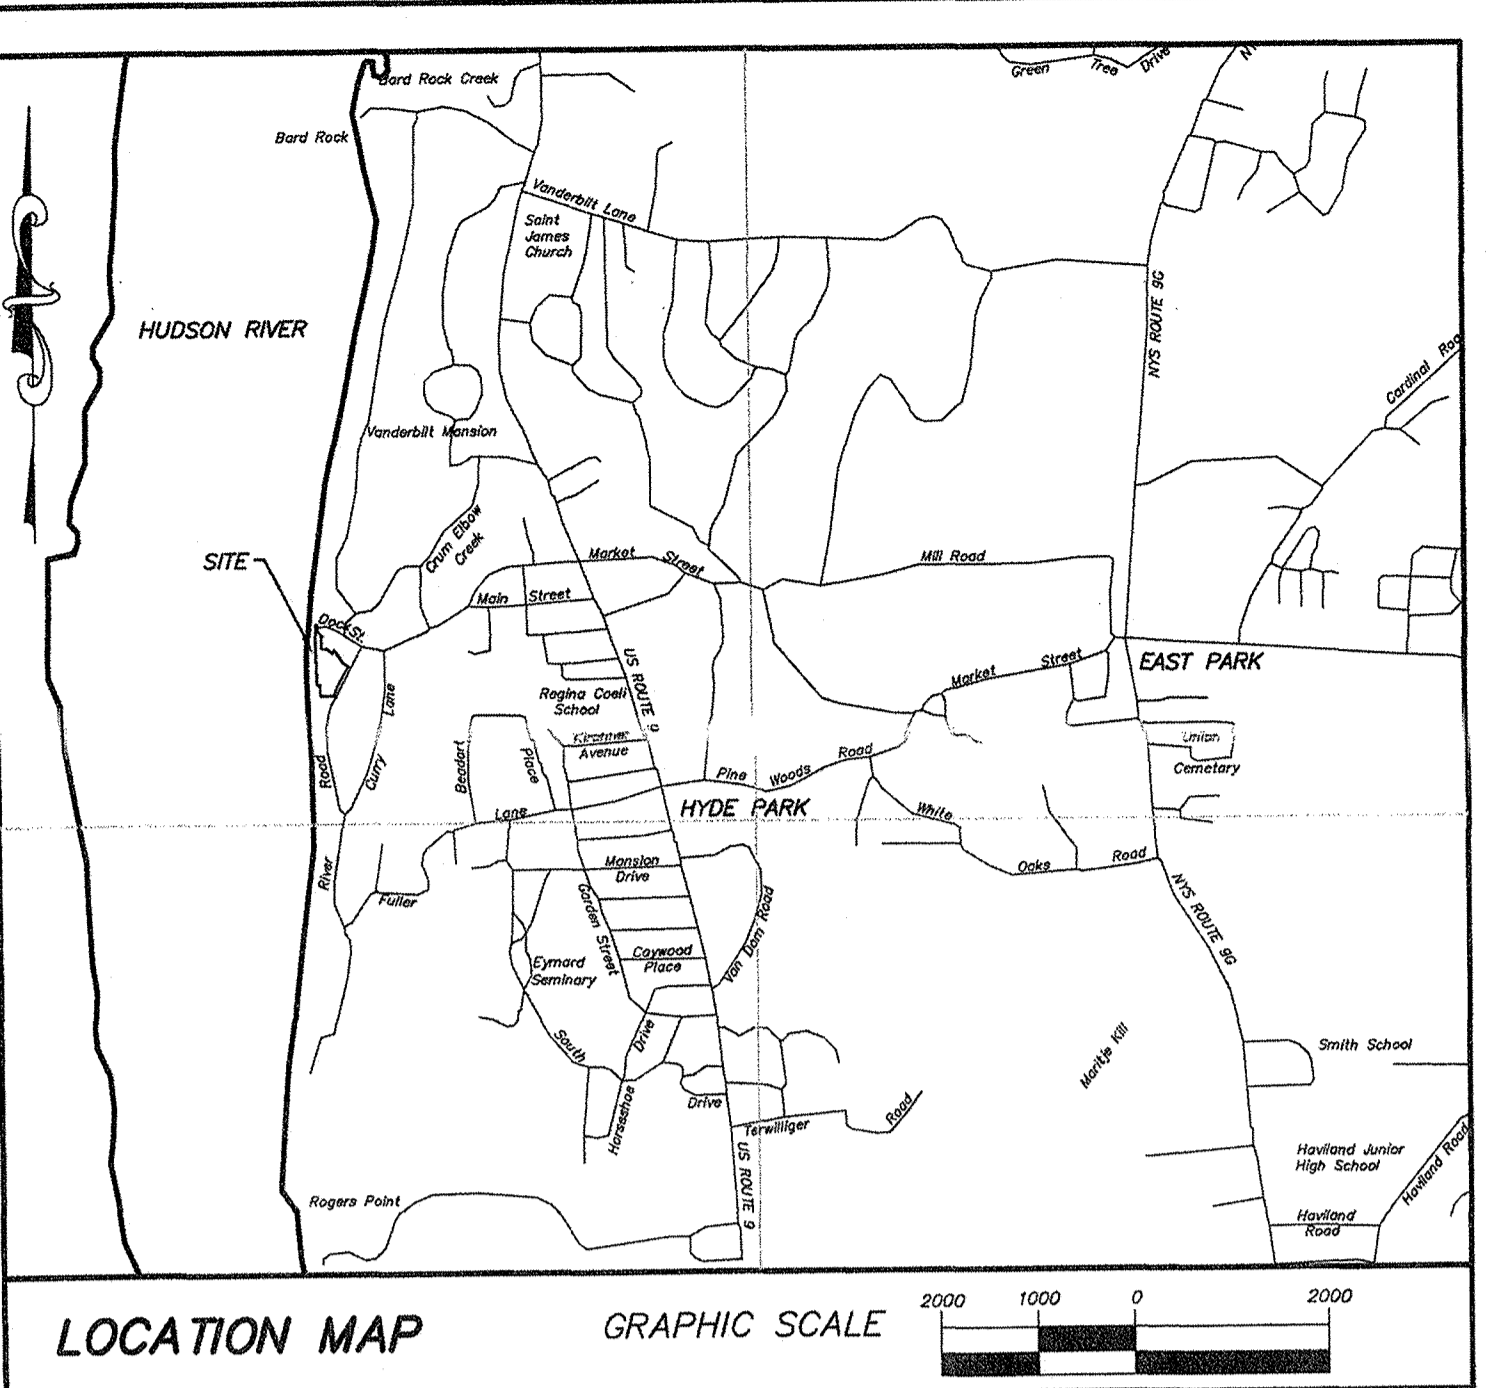 Bard Rock Creek
Green Tree Drive
Bard Rock
Vanderbilt Lane
Saint
James
Church
HUDSON RIVER
NYS ROUTE 9G
Cardinal Roa
Vanderbilt Mansion
Crum Elbow
Creek
SITE
Market Street
Mill Road
Main Street
Dock St.
US ROUTE 9
Market Street
EAST PARK
Regina Coeli
School
Lane
Curry
Kirchner
Avenue
Union
Cemetary
Road
Beadart
Place
Pine Woods Road
HYDE PARK
Lane
White
Oaks Road
Mansion
Drive
River
Fuller
Garden Street
Van Dam Road
NYS ROUTE 9G
Caywood
Place
Eymard
Seminary
South
Drive
Maritje Kill
Smith School
Horseshoe
Drive
Terwilliger
Road
US ROUTE 9
Haviland Junior
High School
Haviland Road
Rogers Point
Haviland
Road
2000 1000 0 2000
LOCATION MAP
GRAPHIC SCALE